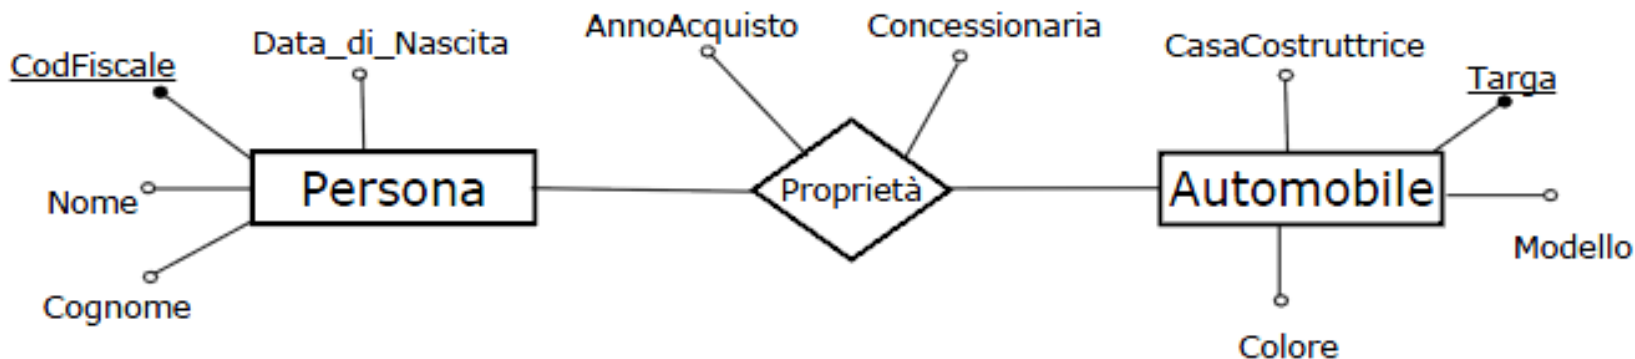 AnnoAcquisto
Concessionaria
Data_di_Nascita
CasaCostruttrice
CodFiscale
Targa
Persona
Proprietà
Automobile
Nome
Modello
Cognome
Colore